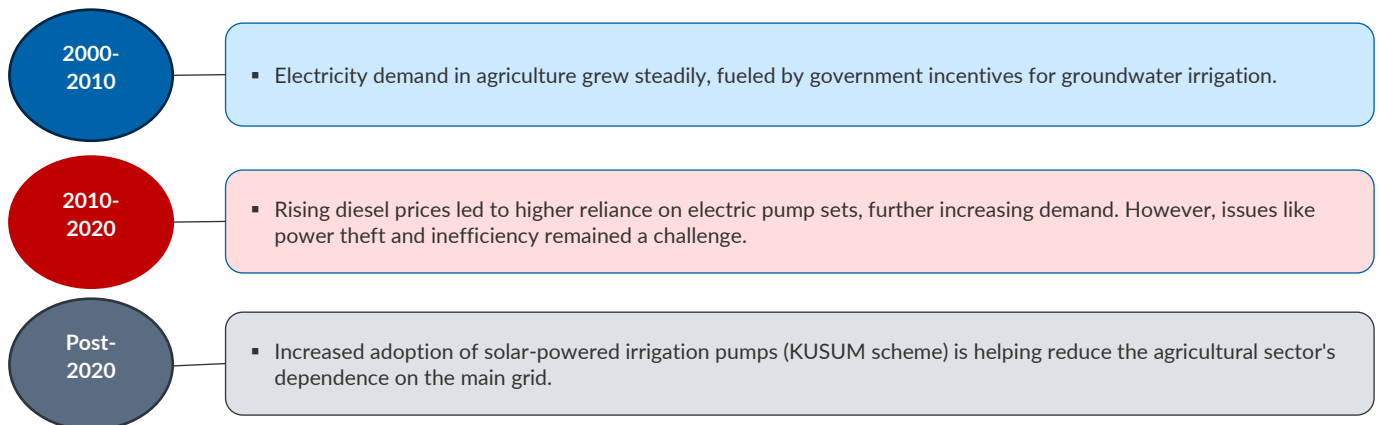 2000-
2010
▪ Electricity demand in agriculture grew steadily, fueled by government incentives for groundwater irrigation.
2010-
2020
▪ Rising diesel prices led to higher reliance on electric pump sets, further increasing demand. However, issues like
power theft and inefficiency remained a challenge.
Post-
2020
▪ Increased adoption of solar-powered irrigation pumps (KUSUM scheme) is helping reduce the agricultural sector's
dependence on the main grid.